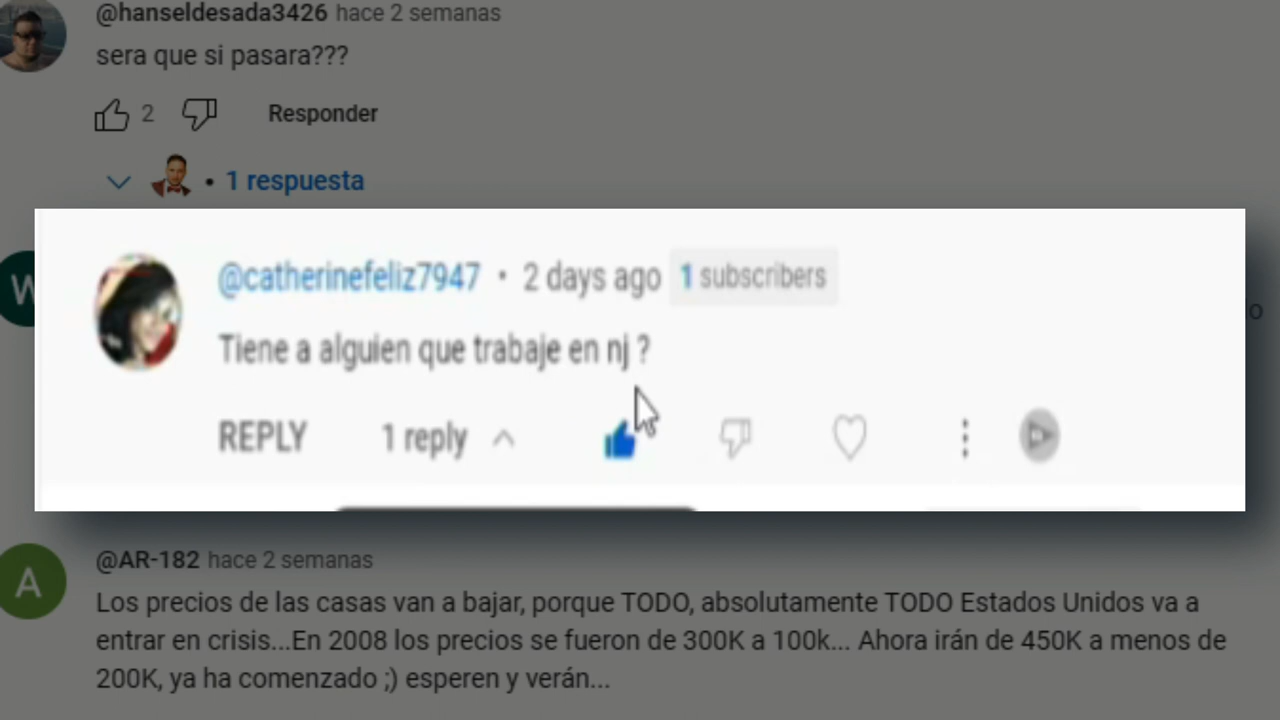 @hanseldesada3426 hace 2 semanas
sera que si pasara???
2 Responder
1 respuesta
W
@catherinefeliz7947 • 2 days ago 1 subscribers
Tiene a alguien que trabaje en nj ?
REPLY 1 reply
A
@AR-182 hace 2 semanas
Los precios de las casas van a bajar, porque TODO, absolutamente TODO Estados Unidos va a
entrar en crisis...En 2008 los precios se fueron de 300K a 100k... Ahora irán de 450K a menos de
200K, ya ha comenzado ;) esperen y verán...